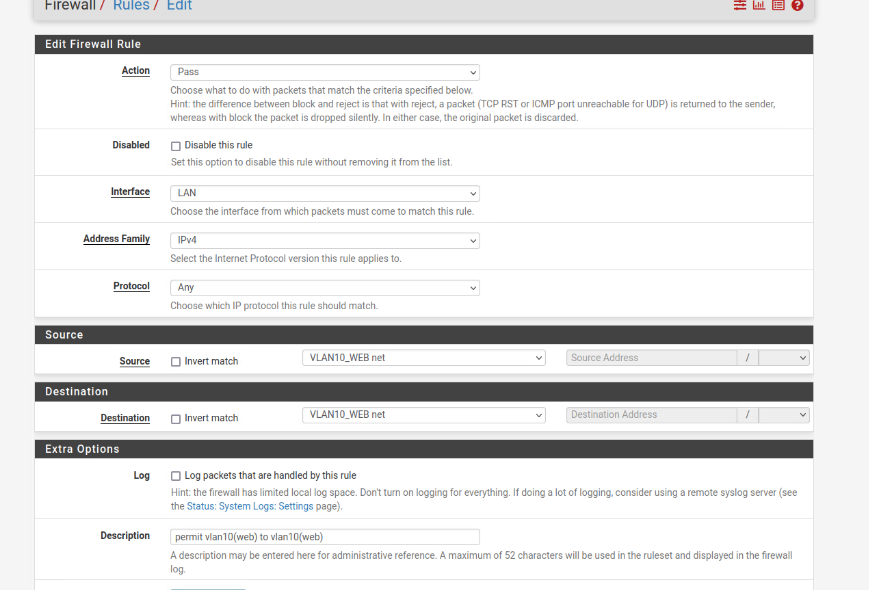 Firewall / Rules / Edit
Edit Firewall Rule
Action
Pass
Choose what to do with packets that match the criteria specified below.
Hint: the difference between block and reject is that with reject, a packet (TCP RST or ICMP port unreachable for UDP) is returned to the sender,
whereas with block the packet is dropped silently. In either case, the original packet is discarded.
Disabled
Disable this rule
Set this option to disable this rule without removing it from the list.
Interface
LAN
Choose the interface from which packets must come to match this rule.
Address Family
IPv4
Select the Internet Protocol version this rule applies to.
Protocol
Any
Choose which IP protocol this rule should match.
Source
Source
Invert match
VLAN10_WEB net
Source Address
/
Destination
Destination
Invert match
VLAN10_WEB net
Destination Address
/
Extra Options
Log
Log packets that are handled by this rule
Hint: the firewall has limited local log space. Don't turn on logging for everything. If doing a lot of logging, consider using a remote syslog server (see
the Status: System Logs: Settings page).
Description
permit vlan10(web) to vlan10(web)
A description may be entered here for administrative reference. A maximum of 52 characters will be used in the ruleset and displayed in the firewall
log.